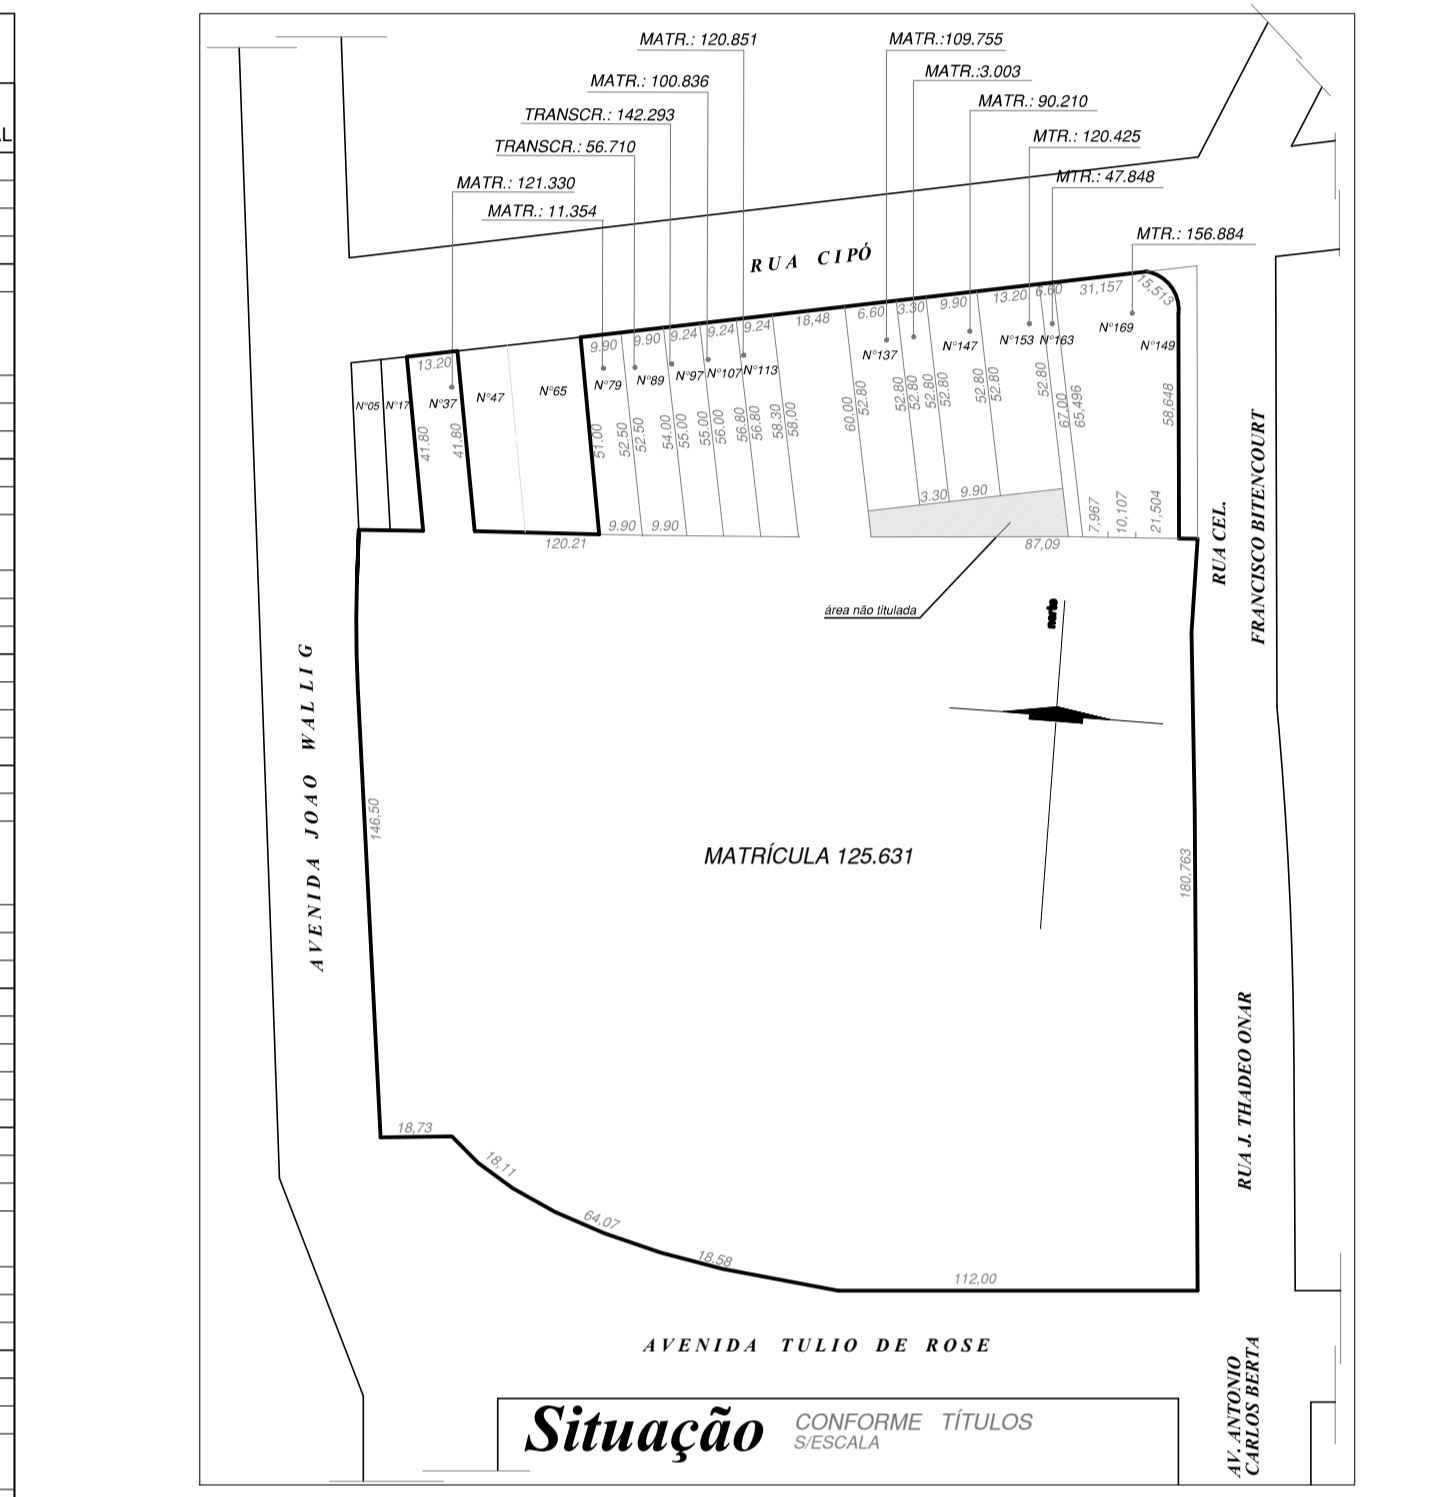 AL
MATR.: 120.851
MATR.:109.755
MATR.: 100.836
MATR.:3.003
TRANSCR.: 142.293
MATR.: 90.210
TRANSCR.: 56.710
MTR.: 120.425
MATR.: 121.330
MTR.: 47.848
MATR.: 11.354
MTR.: 156.884
RUA CIPÓ
13.20
9.90
9.90
9.24
9.24
9.24
18,48
6.60
3.30
9.90
13.20
6.60
31,157
15,513
N°05
N°17
N°37
N°47
N°65
N°79
N°89
N°97
N°107
N°113
N°137
N°147
N°153
N°163
N°169
N°149
41.80
41.80
51.00
52.50
52.50
54.00
55.00
55.00
56.00
56.80
56.80
58.30
58,00
60,00
52.80
52.80
52.80
52.80
52.80
52.80
52.80
52.80
67,00
65,496
58,648
3.30
9.90
9.90
9.90
7,967
10,107
21,504
120.21
87,09
área não titulada
norte
RUA CEL.
FRANCISCO BITENCOURT
AVENIDA JOAO WALLIG
146,50
MATRÍCULA 125.631
180,763
RUA J. THADEO ONAR
18,73
18,11
64,07
18,58
112,00
AVENIDA TULIO DE ROSE
AV. ANTONIO
CARLOS BERTA
Situação
CONFORME TÍTULOS
S/ESCALA